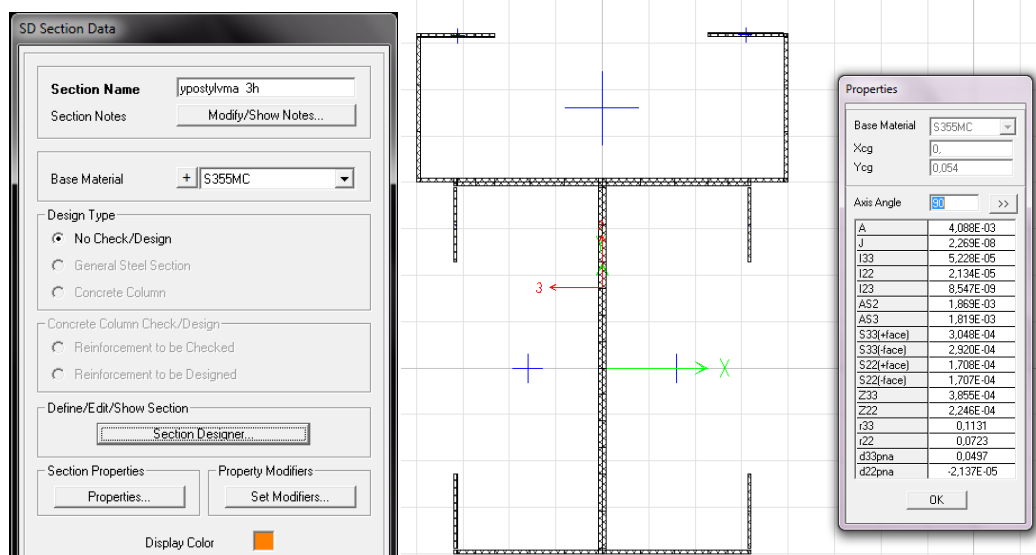 SD Section Data
Section Name ypostylvma 3h
Section Notes Modify/Show Notes...
Base Material + S355MC
Design Type
No Check/Design
General Steel Section
Concrete Column
Concrete Column Check/Design
Reinforcement to be Checked
Reinforcement to be Designed
Define/Edit/Show Section
Section Designer...
Section Properties
Properties...
Property Modifiers
Set Modifiers...
Display Color
3
X
Properties
Base Material S355MC
Xcg 0,
Ycg 0,054
Axis Angle 90 >>
A 4,088E-03
J 2,269E-08
I33 5,228E-05
I22 2,134E-05
I23 8,547E-09
AS2 1,869E-03
AS3 1,819E-03
S33(+face) 3,048E-04
S33(-face) 2,920E-04
S22(+face) 1,708E-04
S22(-face) 1,707E-04
Z33 3,855E-04
Z22 2,246E-04
r33 0,1131
r22 0,0723
d33pna 0,0497
d22pna -2,137E-05
OK